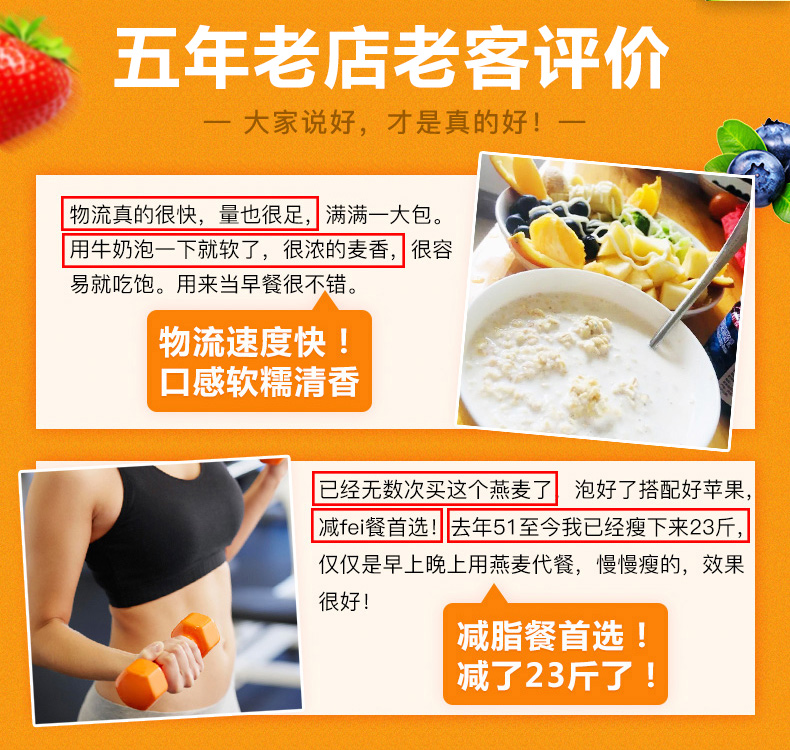 五年老店老客评价
— 大家说好，才是真的好！—
物流真的很快，量也很足，满满一大包。
用牛奶泡一下就软了，很浓的麦香，很容
易就吃饱。用来当早餐很不错。
物流速度快！
口感软糯清香
已经无数次买这个燕麦了，泡好了搭配好苹果，
减fei餐首选！去年51至今我已经瘦下来23斤，
仅仅是早上晚上用燕麦代餐，慢慢瘦的，效果
很好！
减脂餐首选！
减了23斤了！